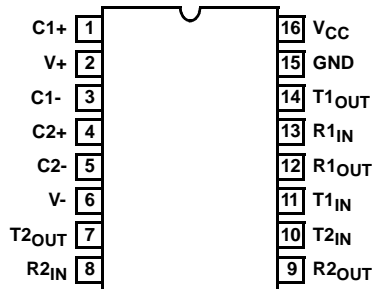 C1+ 1 16 VCC
V+ 2 15 GND
C1- 3 14 T1OUT
C2+ 4 13 R1IN
C2- 5 12 R1OUT
V- 6 11 T1IN
T2OUT 7 10 T2IN
R2IN 8 9 R2OUT